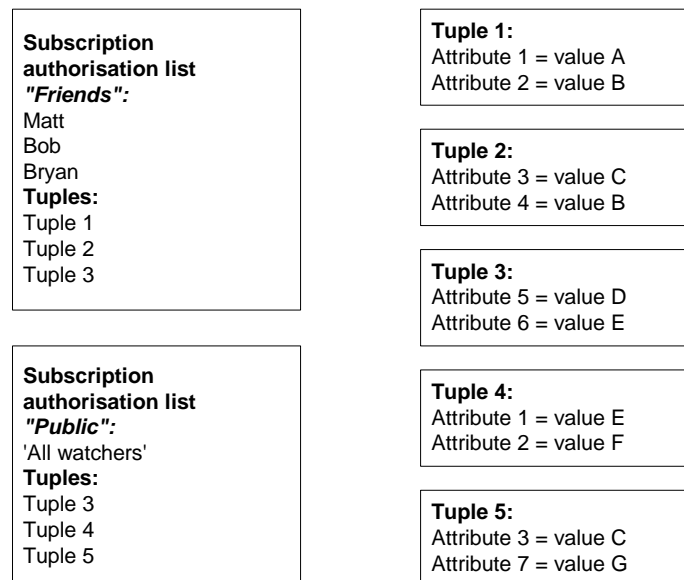 Subscription
authorisation list
"Friends":
Matt
Bob
Bryan
Tuples:
Tuple 1
Tuple 2
Tuple 3
Subscription
authorisation list
"Public":
'All watchers'
Tuples:
Tuple 3
Tuple 4
Tuple 5
Tuple 1:
Attribute 1 = value A
Attribute 2 = value B
Tuple 2:
Attribute 3 = value C
Attribute 4 = value B
Tuple 3:
Attribute 5 = value D
Attribute 6 = value E
Tuple 4:
Attribute 1 = value E
Attribute 2 = value F
Tuple 5:
Attribute 3 = value C
Attribute 7 = value G